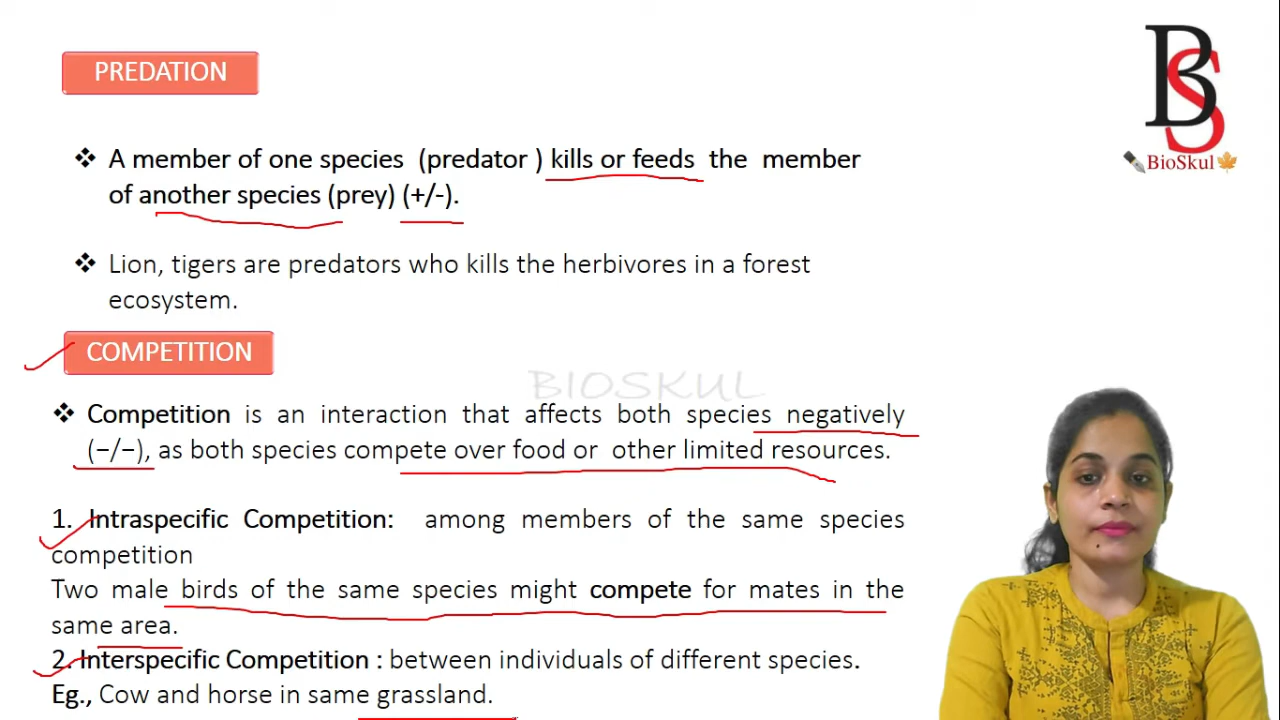 PREDATION
BS
BioSkul
❖ A member of one species (predator ) kills or feeds the member
of another species (prey) (+/-).
❖ Lion, tigers are predators who kills the herbivores in a forest
ecosystem.
COMPETITION
BIOSKUL
❖ Competition is an interaction that affects both species negatively
(−/−), as both species compete over food or other limited resources.
1. Intraspecific Competition: among members of the same species
competition
Two male birds of the same species might compete for mates in the
same area.
2. Interspecific Competition : between individuals of different species.
Eg., Cow and horse in same grassland.